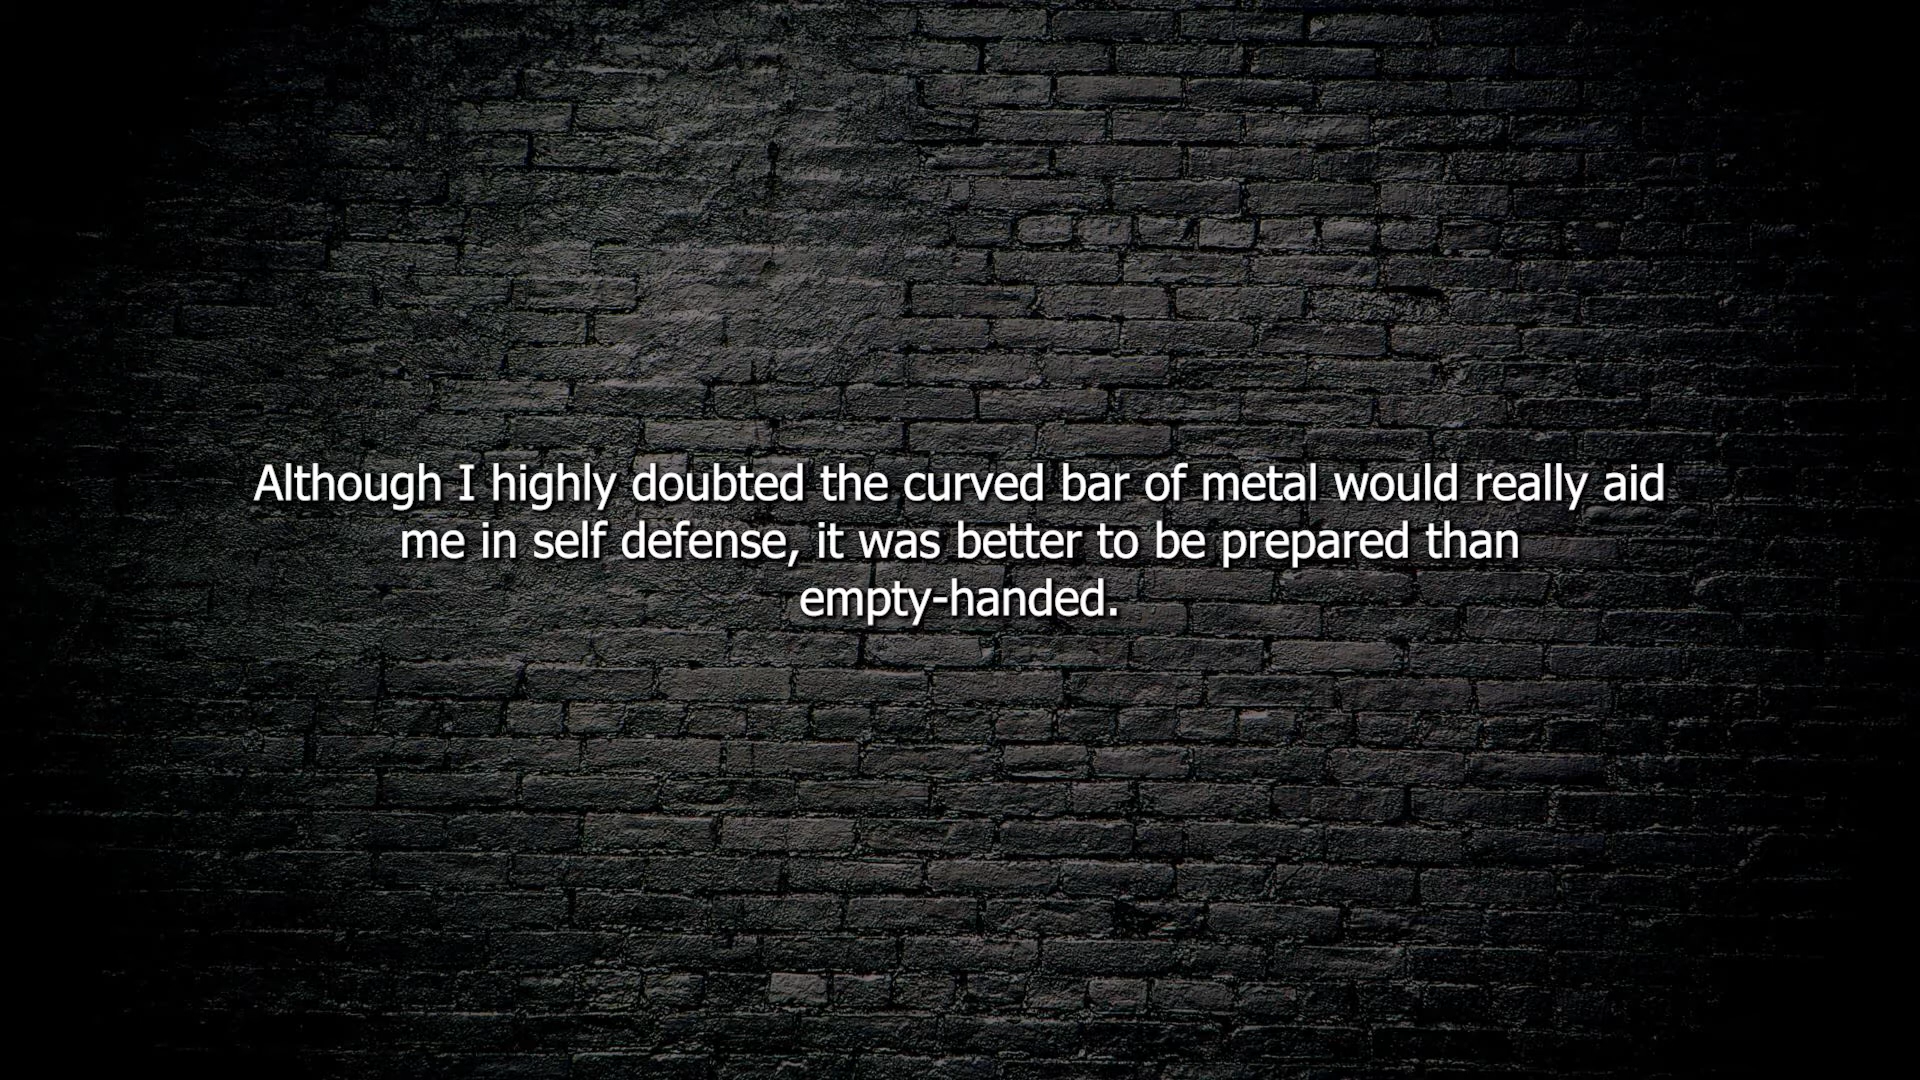 Although I highly doubted the curved bar of metal would really aid
me in self defense, it was better to be prepared than
empty-handed.